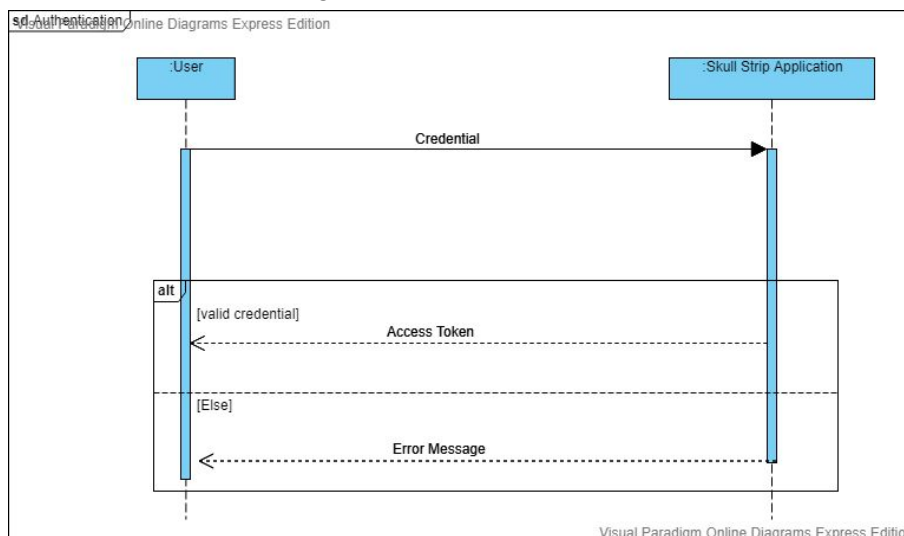 sd Authentication
Visual Paradigm Online Diagrams Express Edition
:User
:Skull Strip Application
Credential
alt
[valid credential]
Access Token
[Else]
Error Message
Visual Paradigm Online Diagrams Express Editio